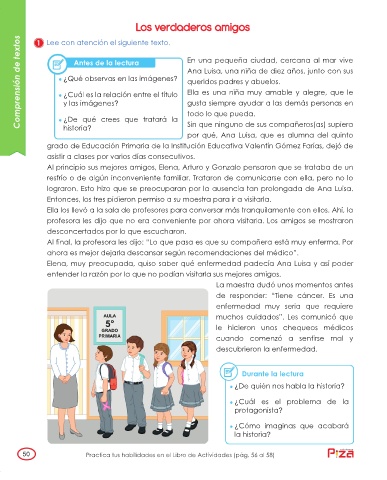 Los verdaderos amigos
Comprensión de textos
1 Lee con atención el siguiente texto.
Antes de la lectura
• ¿Qué observas en las imágenes?
• ¿Cuál es la relación entre el título
y las imágenes?
• ¿De qué crees que tratará la
historia?
En una pequeña ciudad, cercana al mar vive
Ana Luisa, una niña de diez años, junto con sus
queridos padres y abuelos.
Ella es una niña muy amable y alegre, que le
gusta siempre ayudar a las demás personas en
todo lo que pueda.
Sin que ninguno de sus compañeros(as) supiera
por qué, Ana Luisa, que es alumna del quinto
grado de Educación Primaria de la Institución Educativa Valentín Gómez Farías, dejó de
asistir a clases por varios días consecutivos.
Al principio sus mejores amigos, Elena, Arturo y Gonzalo pensaron que se trataba de un
resfrío o de algún inconveniente familiar. Trataron de comunicarse con ella, pero no lo
lograron. Esto hizo que se preocuparan por la ausencia tan prolongada de Ana Luisa.
Entonces, los tres pidieron permiso a su maestra para ir a visitarla.
Ella los llevó a la sala de profesores para conversar más tranquilamente con ellos. Ahí, la
profesora les dijo que no era conveniente por ahora visitarla. Los amigos se mostraron
desconcertados por lo que escucharon.
Al final, la profesora les dijo: "Lo que pasa es que su compañera está muy enferma. Por
ahora es mejor dejarla descansar según recomendaciones del médico".
Elena, muy preocupada, quiso saber qué enfermedad padecía Ana Luisa y así poder
entender la razón por la que no podían visitarla sus mejores amigos.
La maestra dudó unos momentos antes
de responder: "Tiene cáncer. Es una
enfermedad muy seria que requiere
muchos cuidados". Les comunicó que
le hicieron unos chequeos médicos
cuando comenzó a sentirse mal y
descubrieron la enfermedad.
AULA
5°
GRADO
PRIMARIA
Durante la lectura
• ¿De quién nos habla la historia?
• ¿Cuál es el problema de la
protagonista?
• ¿Cómo imaginas que acabará
la historia?
50
Practica tus habilidades en el Libro de Actividades (pág. 56 al 58)
P!zá